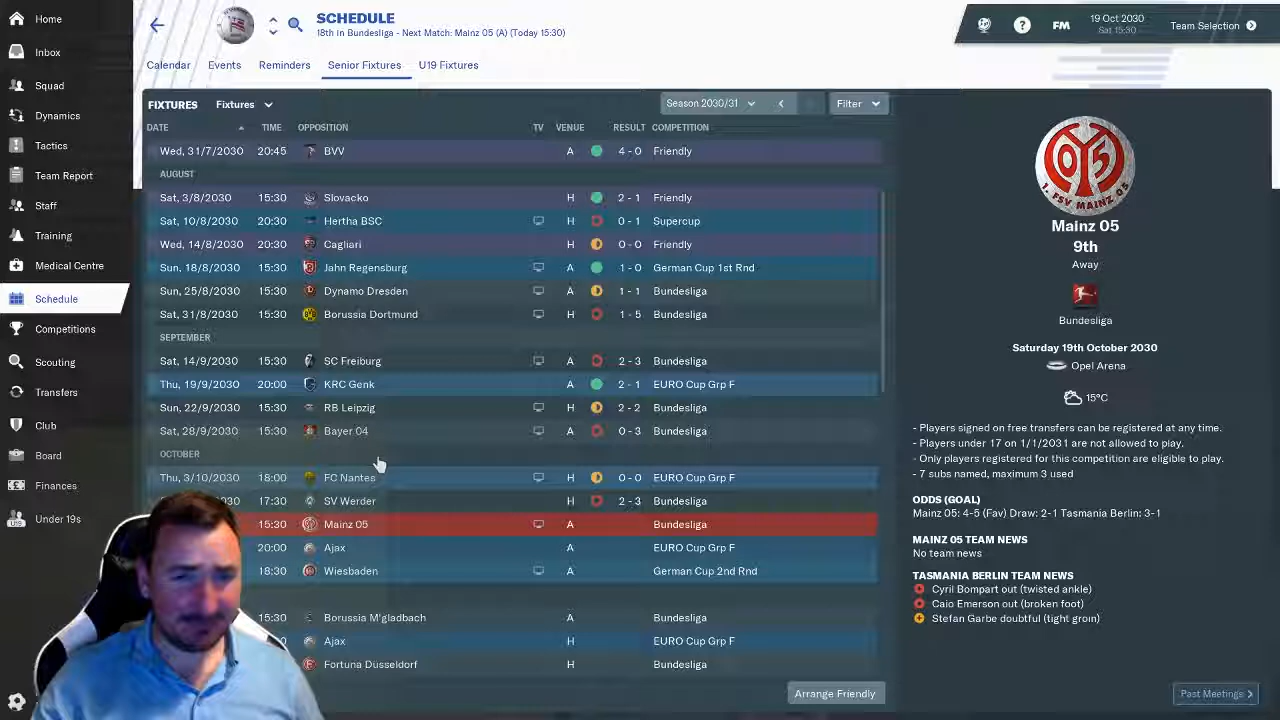 Home
Inbox
Squad
Dynamics
Tactics
Team Report
Staff
Training
Medical Centre
Schedule
Competitions
Scouting
Transfers
Club
Board
Finances
Under 19s
SCHEDULE
18th in Bundesliga - Next Match: Mainz 05 (A) (Today 15:30)
FM
19 Oct 2030
Sat 15:30
Team Selection
Calendar Events Reminders Senior Fixtures U19 Fixtures
FIXTURES Fixtures Season 2030/31 Filter
DATE TIME OPPOSITION TV VENUE RESULT COMPETITION
Wed, 31/7/2030 20:45 BVV A 4 - 0 Friendly
AUGUST
Sat, 3/8/2030 15:30 Slovacko H 2 - 1 Friendly
Sat, 10/8/2030 20:30 Hertha BSC H 0 - 1 Supercup
Wed, 14/8/2030 20:30 Cagliari H 0 - 0 Friendly
Sun, 18/8/2030 15:30 Jahn Regensburg A 1 - 0 German Cup 1st Rnd
Sun, 25/8/2030 15:30 Dynamo Dresden A 1 - 1 Bundesliga
Sat, 31/8/2030 15:30 Borussia Dortmund H 1 - 5 Bundesliga
SEPTEMBER
Sat, 14/9/2030 15:30 SC Freiburg A 2 - 3 Bundesliga
Thu, 19/9/2030 20:00 KRC Genk A 2 - 1 EURO Cup Grp F
Sun, 22/9/2030 15:30 RB Leipzig H 2 - 2 Bundesliga
Sat, 28/9/2030 15:30 Bayer 04 A 0 - 3 Bundesliga
OCTOBER
Thu, 3/10/2030 18:00 FC Nantes H 0 - 0 EURO Cup Grp F
17:30 SV Werder H 2 - 3 Bundesliga
15:30 Mainz 05 A Bundesliga
20:00 Ajax A EURO Cup Grp F
18:30 Wiesbaden A German Cup 2nd Rnd
15:30 Borussia M'gladbach A Bundesliga
Ajax H EURO Cup Grp F
Fortuna Düsseldorf H Bundesliga
Arrange Friendly
1. FSV MAINZ 05
Mainz 05
9th
Away
Bundesliga
Saturday 19th October 2030
Opel Arena
15°C
- Players signed on free transfers can be registered at any time.
- Players under 17 on 1/1/2031 are not allowed to play.
- Only players registered for this competition are eligible to play.
- 7 subs named, maximum 3 used
ODDS (GOAL)
Mainz 05: 4-5 (Fav) Draw: 2-1 Tasmania Berlin: 3-1
MAINZ 05 TEAM NEWS
No team news
TASMANIA BERLIN TEAM NEWS
Cyril Bompart out (twisted ankle)
Caio Emerson out (broken foot)
Stefan Garbe doubtful (tight groin)
Past Meetings